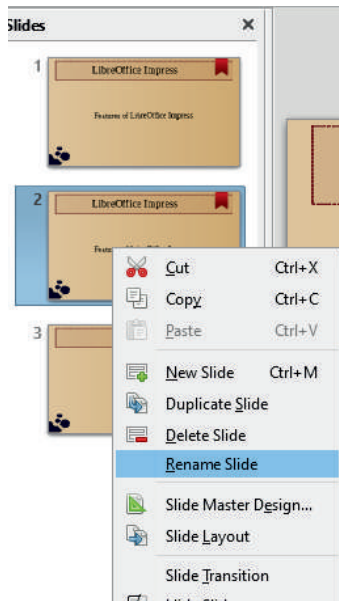 Slides
1
LibreOffice Impress
Features of LibreOffice Impress
2
LibreOffice Impress
3
Cut Ctrl+X
Copy Ctrl+C
Paste Ctrl+V
New Slide Ctrl+M
Duplicate Slide
Delete Slide
Rename Slide
Slide Master Design...
Slide Layout
Slide Transition